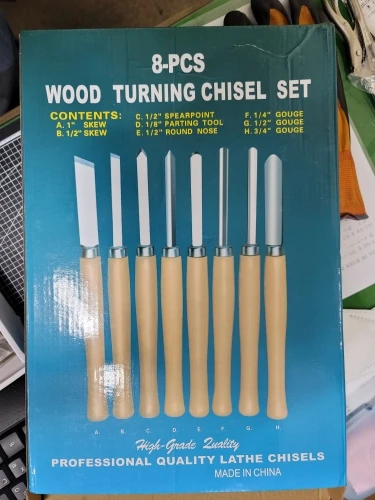 8-PCS
WOOD TURNING CHISEL SET
CONTENTS:
A. 1" SKEW
B. 1/2" SKEW
C. 1/2" SPEARPOINT
D. 1/8" PARTING TOOL
E. 1/2" ROUND NOSE
F. 1/4" GOUGE
G. 1/2" GOUGE
H. 3/4" GOUGE
A. B. C. D. E. F. G. H.
High-Grade Quality
PROFESSIONAL QUALITY LATHE CHISELS
MADE IN CHINA